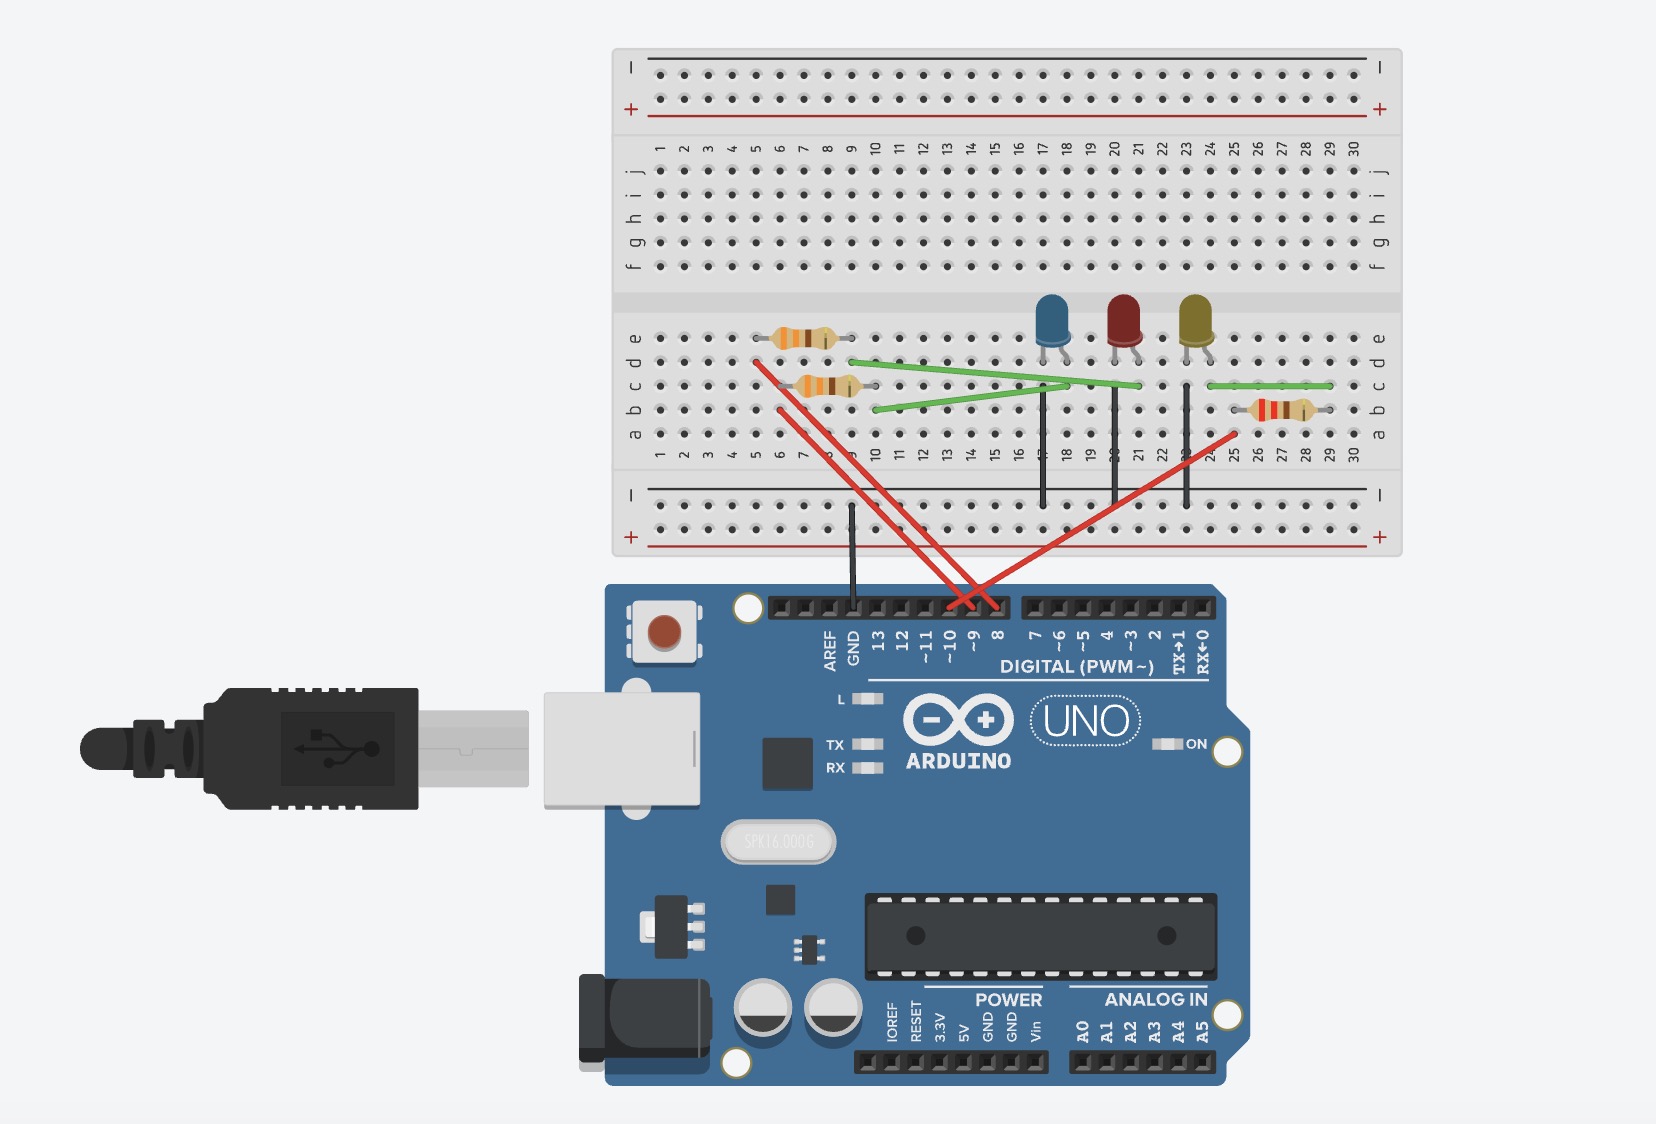 − −
+ +
1 2 3 4 5 6 7 8 9 10 11 12 13 14 15 16 17 18 19 20 21 22 23 24 25 26 27 28 29 30
j j
i i
h h
g g
f f
e e
d d
c c
b b
a a
1 2 3 4 5 6 7 8 9 10 11 12 13 14 15 16 17 18 19 20 21 22 23 24 25 26 27 28 29 30
− −
+ +
AREF GND 13 12 ~11 ~10 ~9 8 7 ~6 ~5 4 ~3 2 TX→1 RX←0
DIGITAL (PWM~)
L
TX
RX
ARDUINO
UNO
ON
SPK16.000G
POWER ANALOG IN
IOREF RESET 3.3V 5V GND GND Vin A0 A1 A2 A3 A4 A5